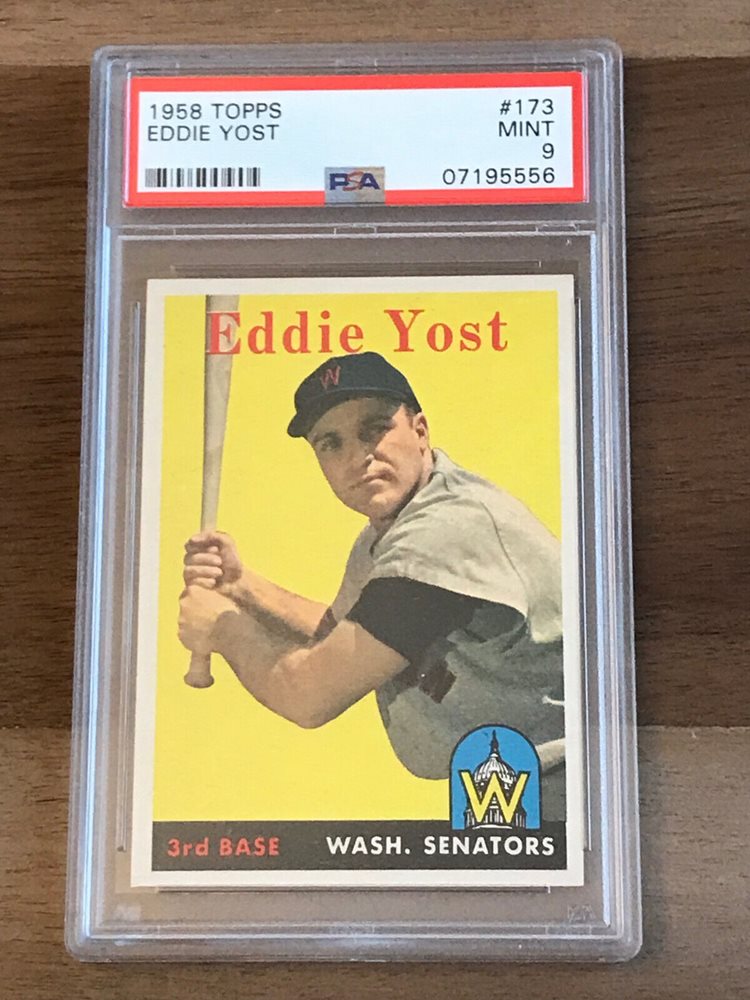 1958 TOPPS #173
EDDIE YOST MINT
9
PSA 07195556
Eddie Yost
W
W
3rd BASE WASH. SENATORS